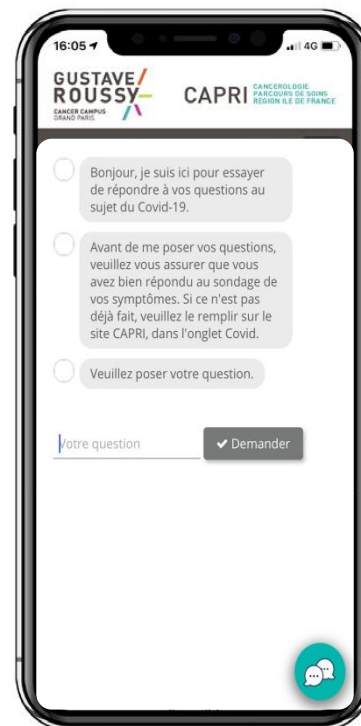 16:05
4G
GUSTAVE/
ROUSSY
CANCER CAMPUS
GRAND PARIS
CAPRI
CANCEROLOGIE
PARCOURS DE SOINS
REGION ILE DE FRANCE
Bonjour, je suis ici pour essayer
de répondre à vos questions au
sujet du Covid-19.
Avant de me poser vos questions,
veuillez vous assurer que vous
avez bien répondu au sondage de
vos symptômes. Si ce n'est pas
déjà fait, veuillez le remplir sur le
site CAPRI, dans l'onglet Covid.
Veuillez poser votre question.
Votre question
Demander